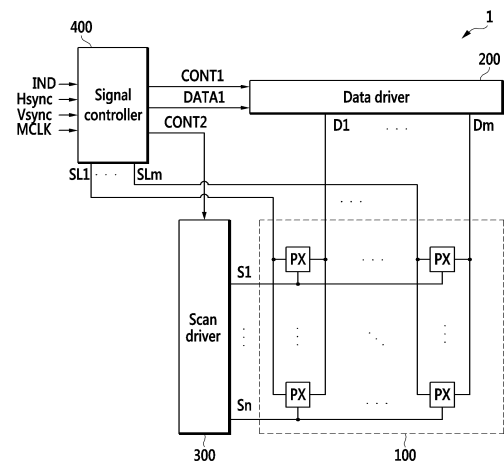 1
400
200
IND
Hsync
Vsync
MCLK
Signal
controller
CONT1
DATA1
CONT2
Data driver
SL1 · · · SLm
D1 · · · Dm
· · ·
Scan
driver
S1
PX · · · PX
Sn
PX · · · PX
300
100